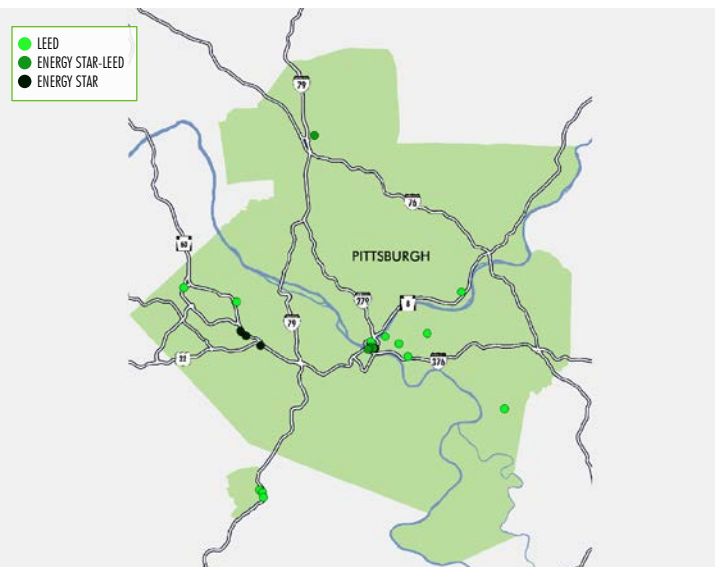 LEED
ENERGY STAR-LEED
ENERGY STAR
79
76
60
PITTSBURGH
279
8
79
22
376